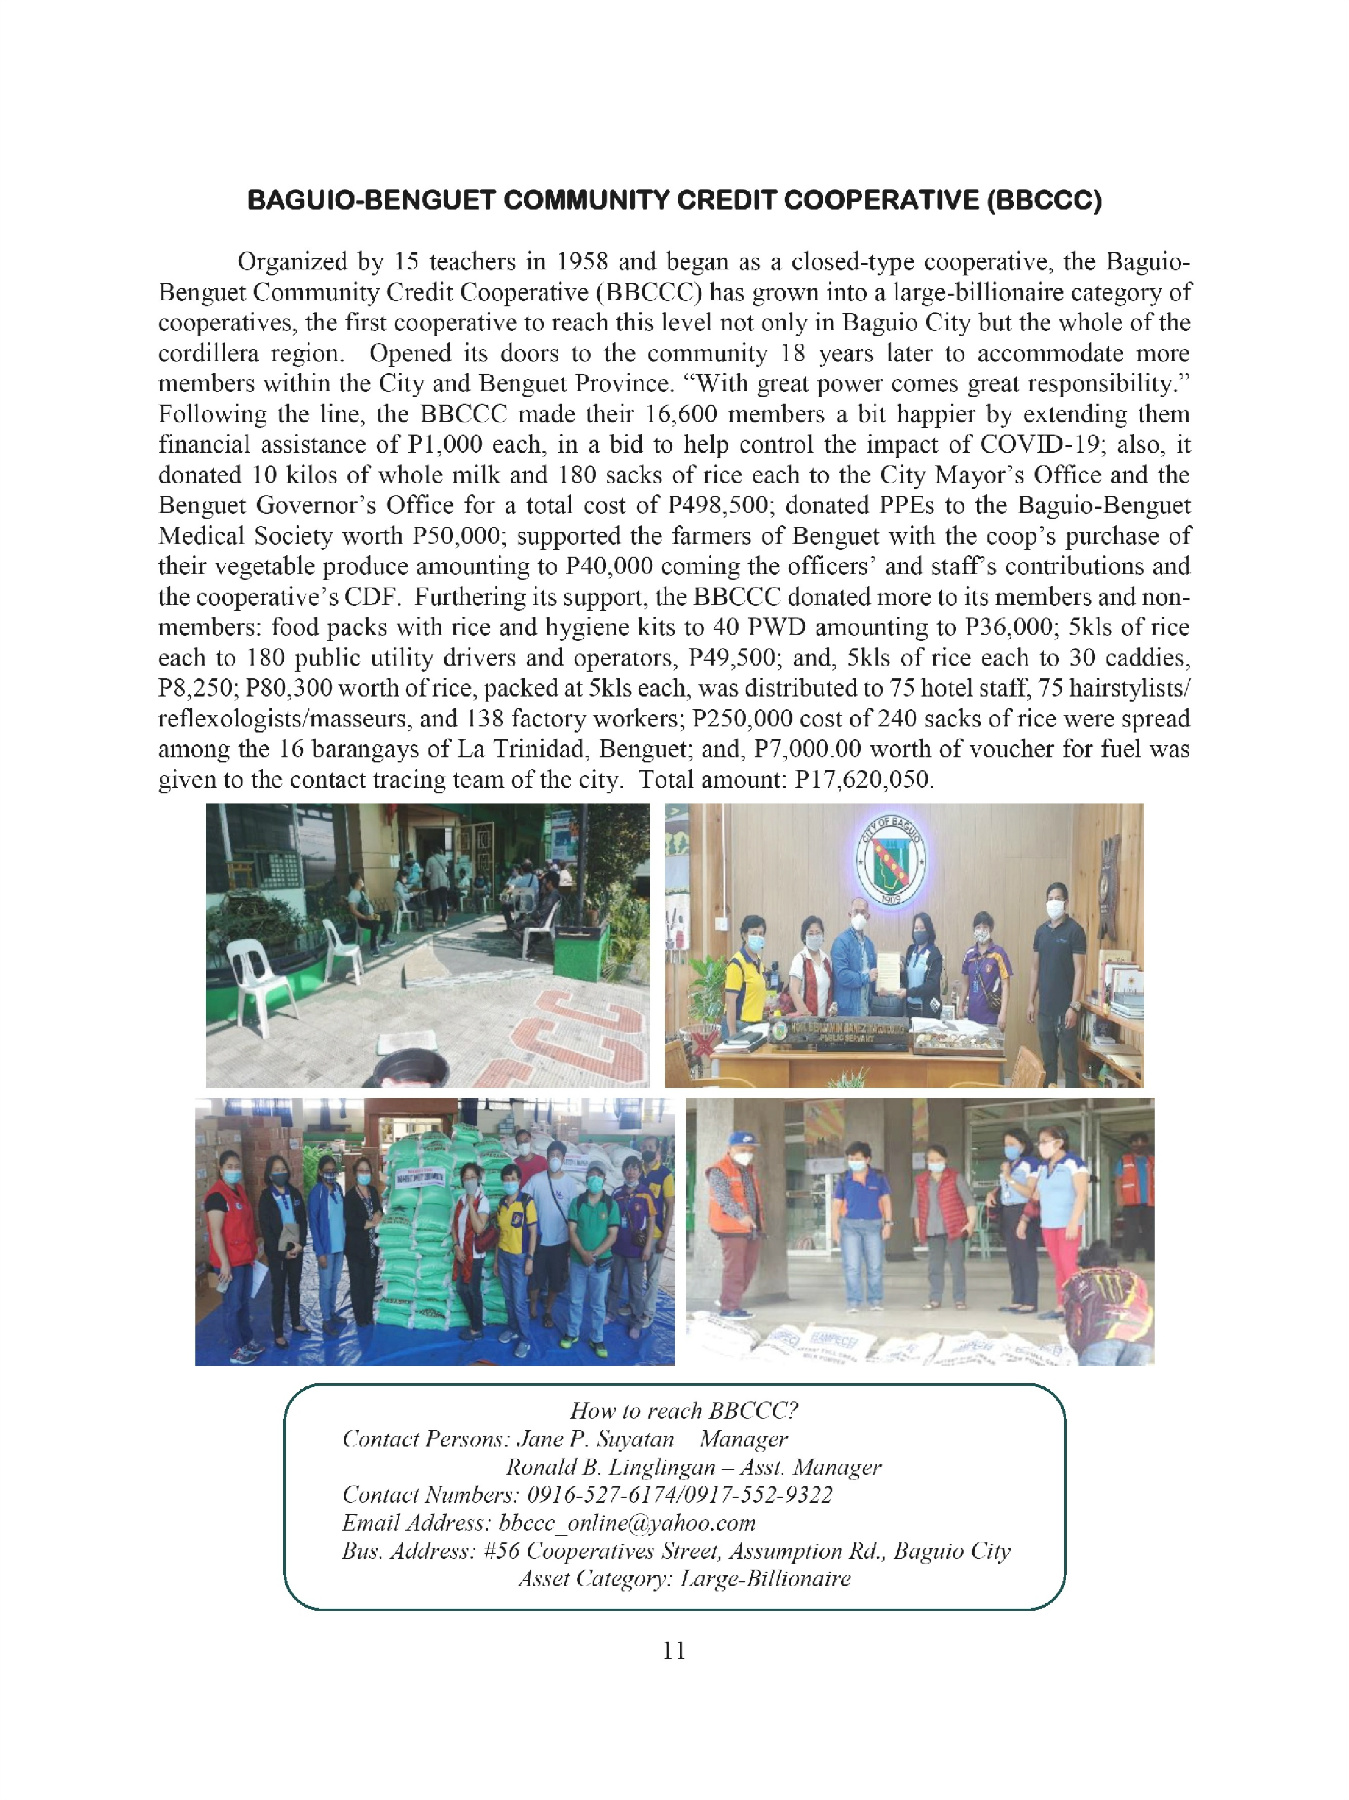 BAGUIO-BENGUET COMMUNITY CREDIT COOPERATIVE (BBCCC)
Organized by 15 teachers in 1958 and began as a closed-type cooperative, the Baguio-
Benguet Community Credit Cooperative (BBCCC) has grown into a large-billionaire category of
cooperatives, the first cooperative to reach this level not only in Baguio City but the whole of the
cordillera region. Opened its doors to the community 18 years later to accommodate more
members within the City and Benguet Province. “With great power comes great responsibility.”
Following the line, the BBCCC made their 16,600 members a bit happier by extending them
financial assistance of P1,000 each, in a bid to help control the impact of COVID-19; also, it
donated 10 kilos of whole milk and 180 sacks of rice each to the City Mayor’s Office and the
Benguet Governor’s Office for a total cost of P498,500; donated PPEs to the Baguio-Benguet
Medical Society worth P50,000; supported the farmers of Benguet with the coop’s purchase of
their vegetable produce amounting to P40,000 coming the officers’ and staff’s contributions and
the cooperative’s CDF. Furthering its support, the BBCCC donated more to its members and non-
members: food packs with rice and hygiene kits to 40 PWD amounting to P36,000; 5kls of rice
each to 180 public utility drivers and operators, P49,500; and, 5kls of rice each to 30 caddies,
P8,250; P80,300 worth of rice, packed at 5kls each, was distributed to 75 hotel staff, 75 hairstylists/
reflexologists/masseurs, and 138 factory workers; P250,000 cost of 240 sacks of rice were spread
among the 16 barangays of La Trinidad, Benguet; and, P7,000.00 worth of voucher for fuel was
given to the contact tracing team of the city. Total amount: P17,620,050.
CITY OF BAGUIO
1909
PUBLIC SERVANT
CC
How to reach BBCCC?
Contact Persons: Jane P. Suyatan Manager
Ronald B. Linglingan – Asst. Manager
Contact Numbers: 0916-527-6174/0917-552-9322
Email Address: bbccc_online@yahoo.com
Bus. Address: #56 Cooperatives Street, Assumption Rd., Baguio City
Asset Category: Large-Billionaire
11